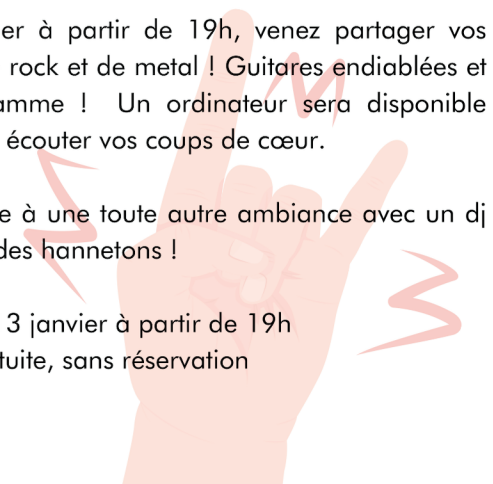 er à partir de 19h, venez partager vos
rock et de metal ! Guitares endiablées et
amme ! Un ordinateur sera disponible
écouter vos coups de cœur.
e à une toute autre ambiance avec un dj
des hannetons !
3 janvier à partir de 19h
tuite, sans réservation